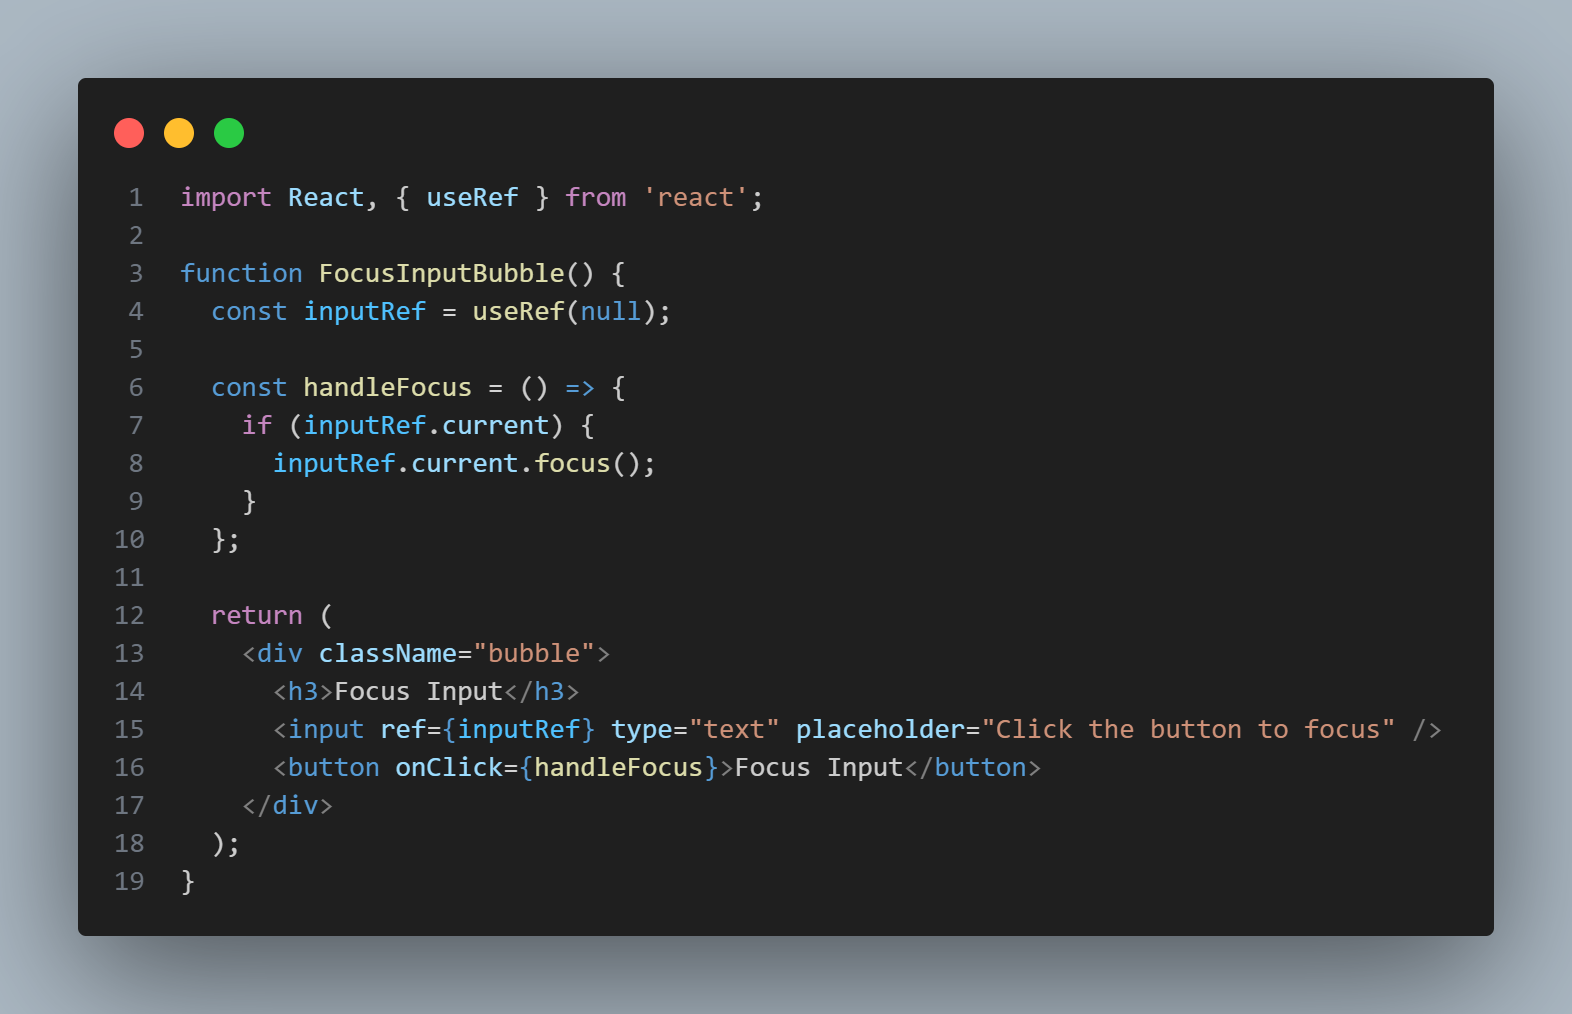 1 import React, { useRef } from 'react';
2
3 function FocusInputBubble() {
4   const inputRef = useRef(null);
5
6   const handleFocus = () => {
7     if (inputRef.current) {
8       inputRef.current.focus();
9     }
10   };
11
12   return (
13     <div className="bubble">
14       <h3>Focus Input</h3>
15       <input ref={inputRef} type="text" placeholder="Click the button to focus" />
16       <button onClick={handleFocus}>Focus Input</button>
17     </div>
18   );
19 }